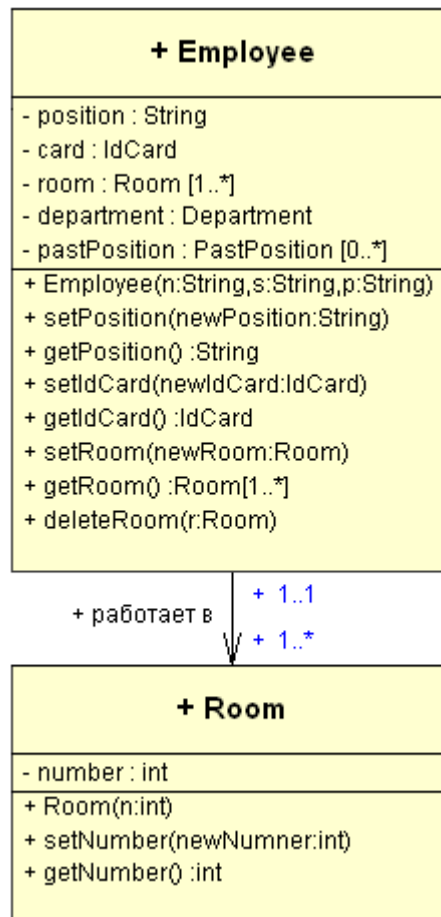 + Employee
- position : String
- card : IdCard
- room : Room [1..*]
- department : Department
- pastPosition : PastPosition [0..*]
+ Employee(n:String,s:String,p:String)
+ setPosition(newPosition:String)
+ getPosition() :String
+ setIdCard(newIdCard:IdCard)
+ getIdCard() :IdCard
+ setRoom(newRoom:Room)
+ getRoom() :Room[1..*]
+ deleteRoom(r:Room)
+ 1..1
+ работает в
+ 1..*
+ Room
- number : int
+ Room(n:int)
+ setNumber(newNumner:int)
+ getNumber() :int